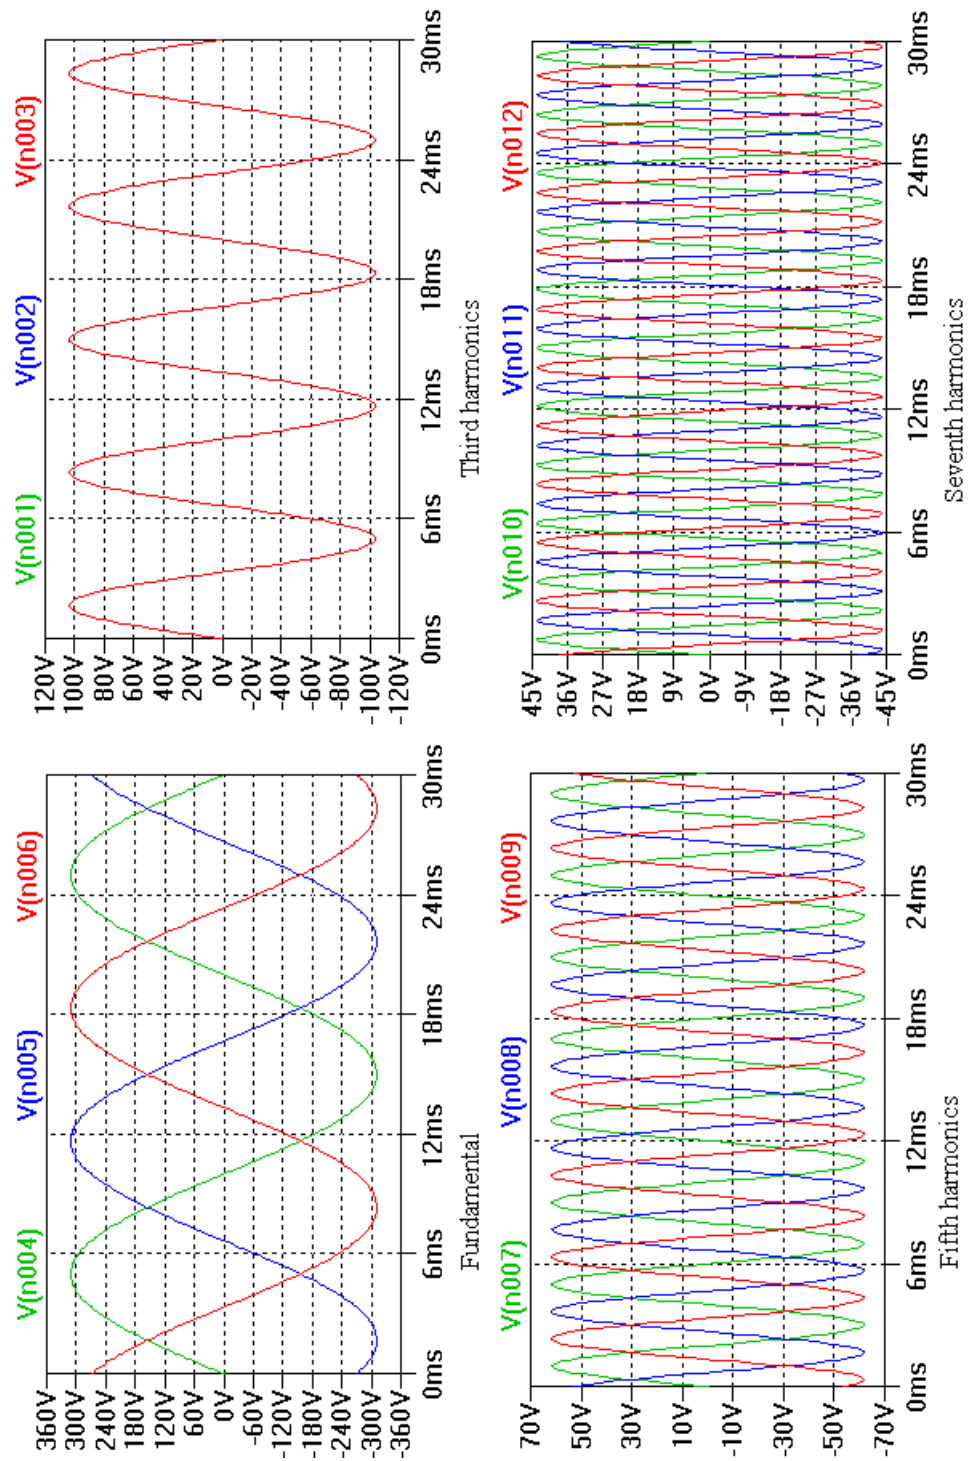 V(n004) V(n005) V(n006)
360V
300V
240V
180V
120V
60V
0V
-60V
-120V
-180V
-240V
-300V
-360V
0ms 6ms 12ms 18ms 24ms 30ms
Fundamental
V(n001) V(n002) V(n003)
120V
100V
80V
60V
40V
20V
0V
-20V
-40V
-60V
-80V
-100V
-120V
0ms 6ms 12ms 18ms 24ms 30ms
Third harmonics
V(n007) V(n008) V(n009)
70V
50V
30V
10V
-10V
-30V
-50V
-70V
0ms 6ms 12ms 18ms 24ms 30ms
Fifth harmonics
V(n010) V(n011) V(n012)
45V
36V
27V
18V
9V
0V
-9V
-18V
-27V
-36V
-45V
0ms 6ms 12ms 18ms 24ms 30ms
Seventh harmonics